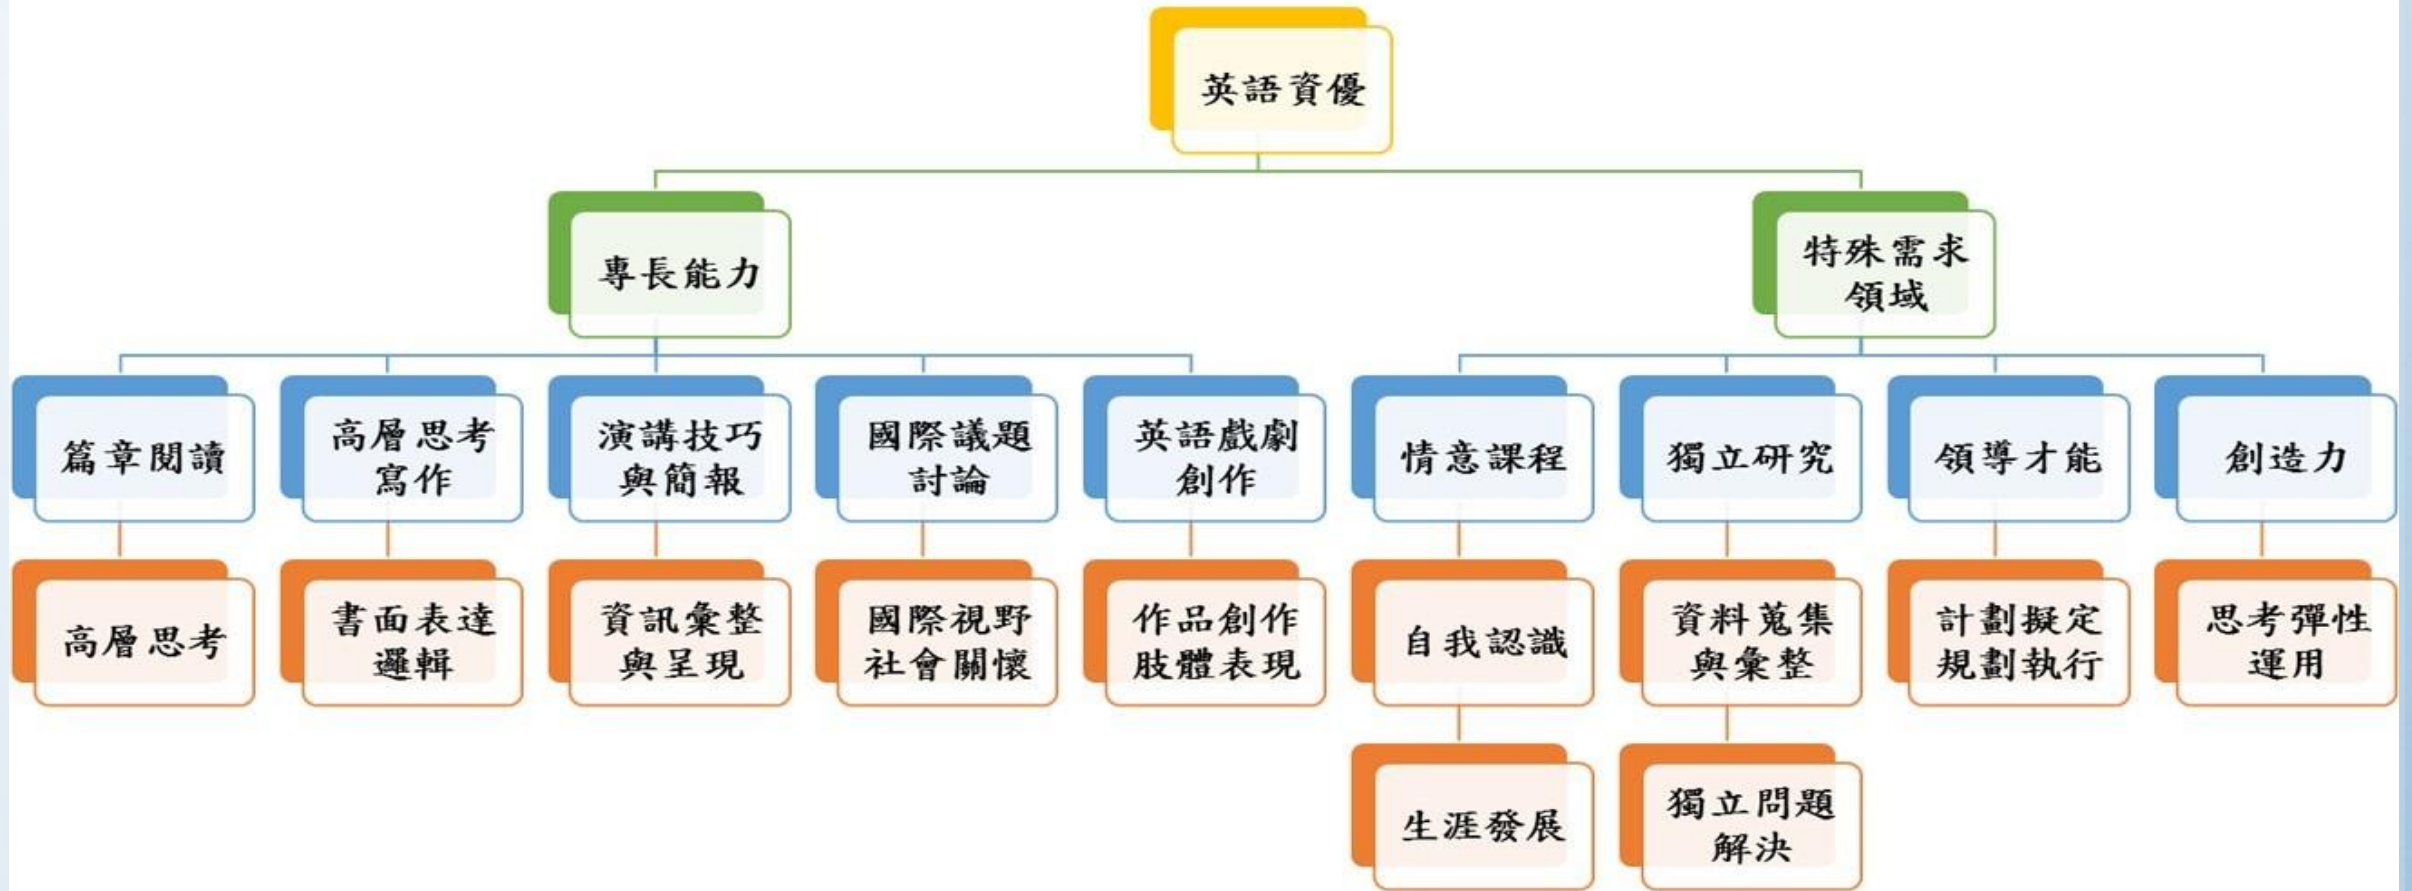 英語資優
專長能力
特殊需求
領域
篇章閱讀
高層思考
寫作
演講技巧
與簡報
國際議題
討論
英語戲劇
創作
情意課程
獨立研究
領導才能
創造力
高層思考
書面表達
邏輯
資訊彙整
與呈現
國際視野
社會關懷
作品創作
肢體表現
自我認識
資料蒐集
與彙整
計劃擬定
規劃執行
思考彈性
運用
生涯發展
獨立問題
解決